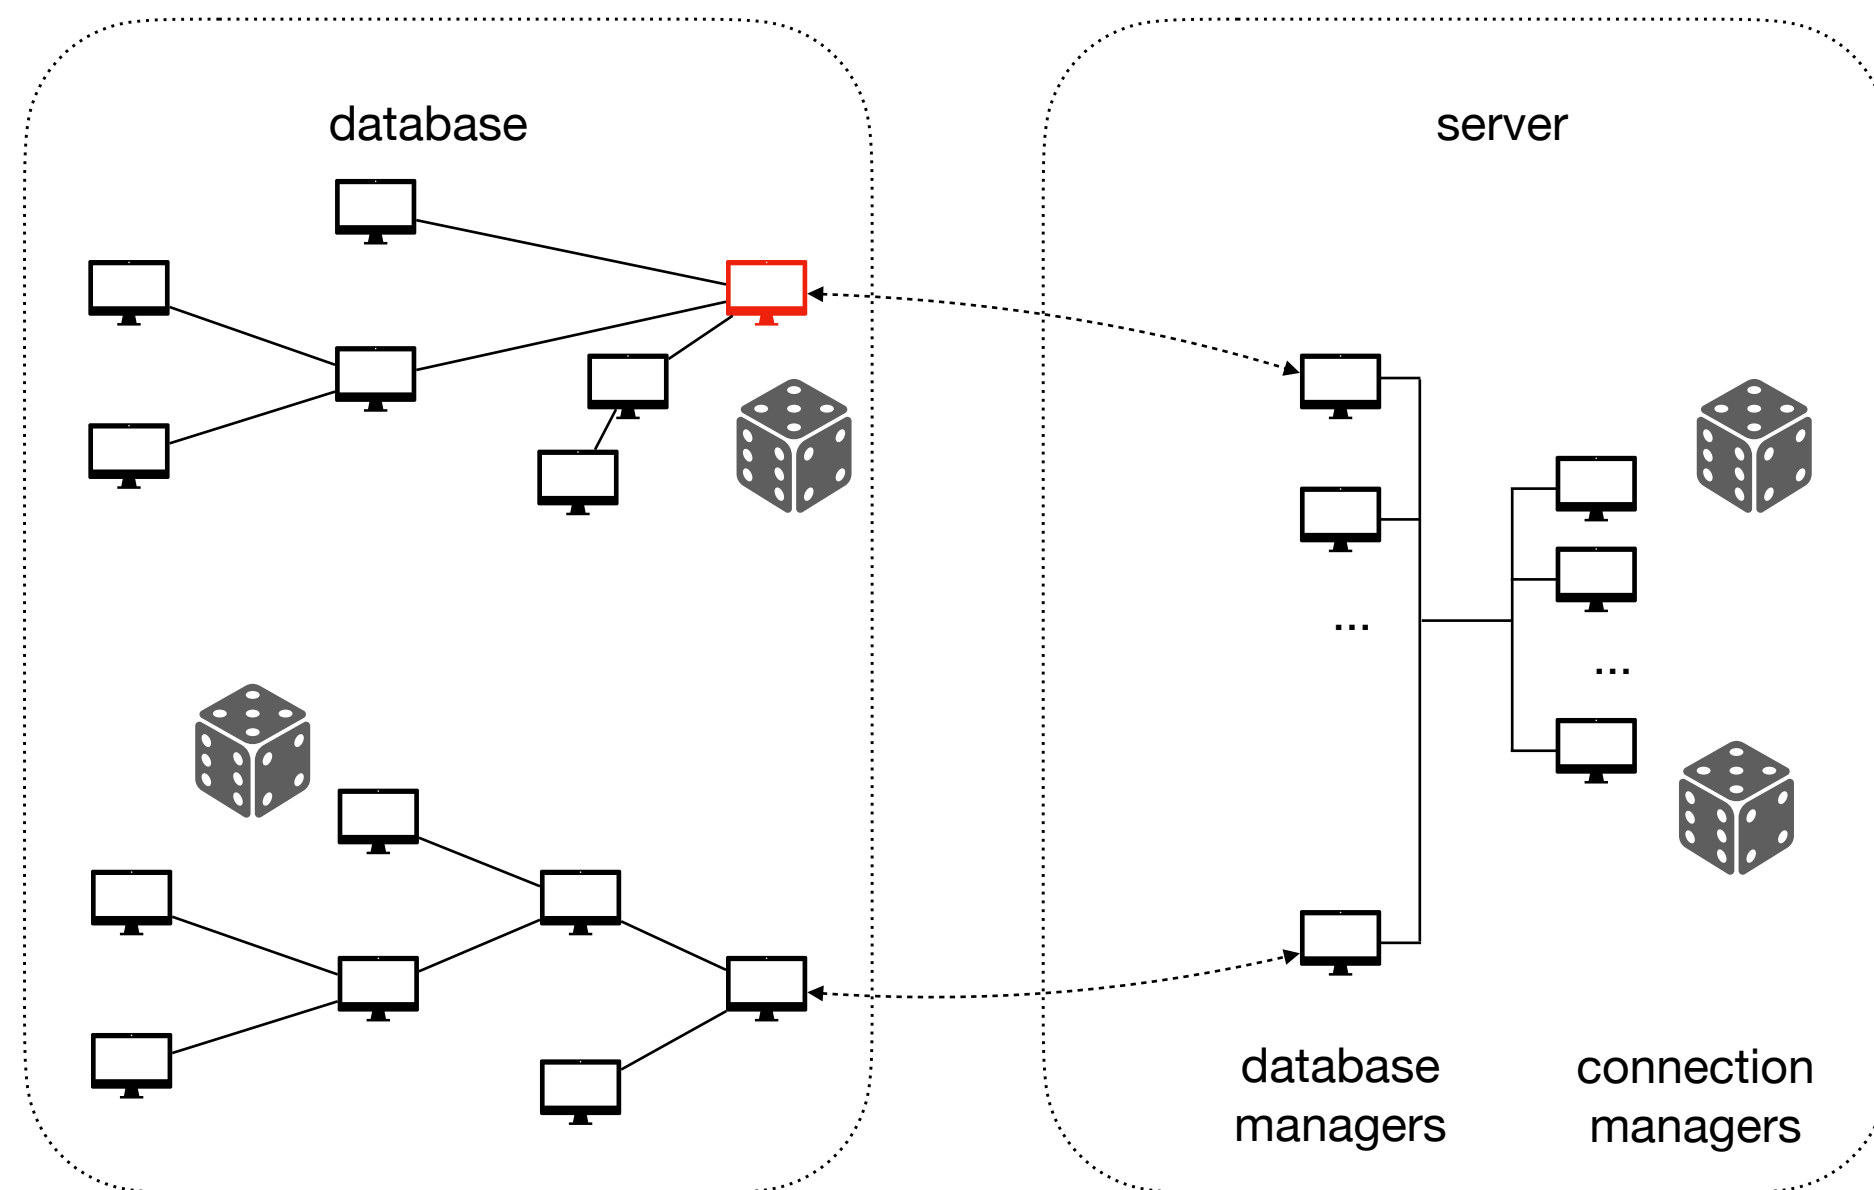 database
server
...
...
database
managers
connection
managers